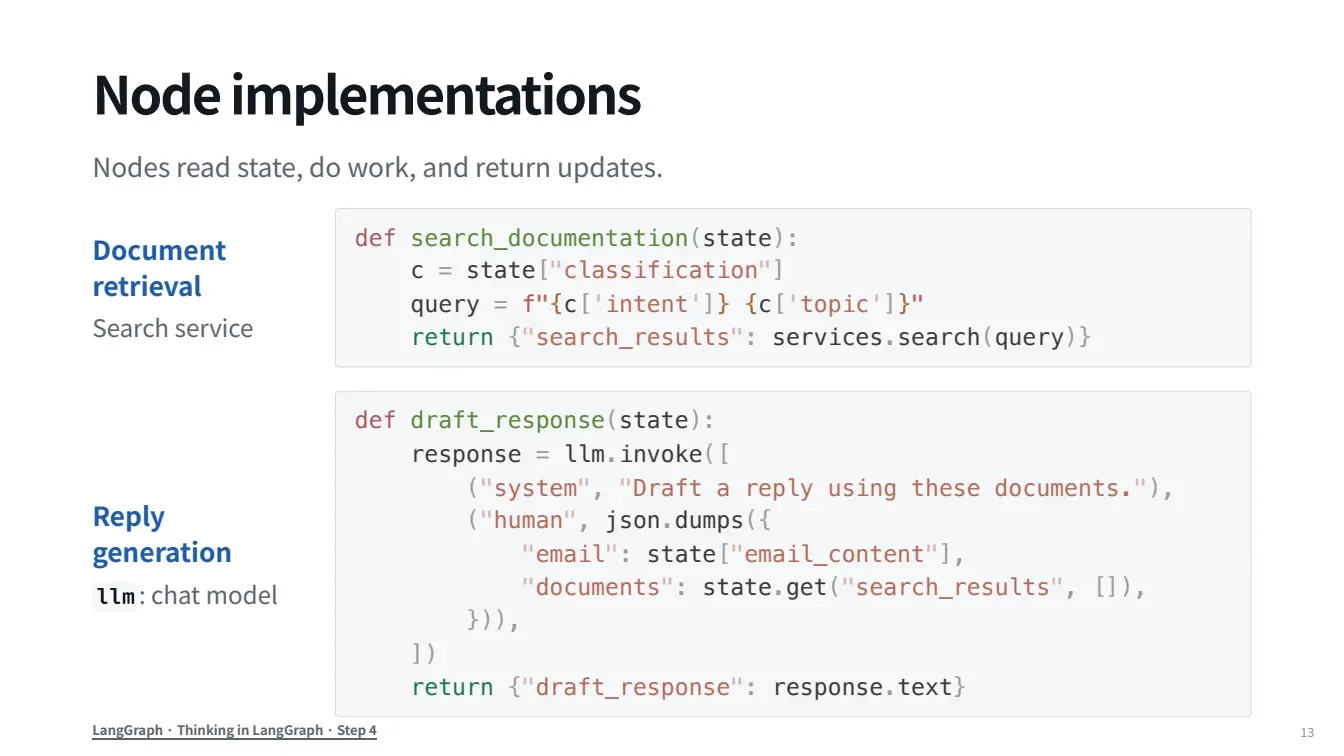 Node implementations
Nodes read state, do work, and return updates.
Document
retrieval
Search service
def search_documentation(state):
    c = state["classification"]
    query = f"{c['intent']} {c['topic']}"
    return {"search_results": services.search(query)}
Reply
generation
llm: chat model
def draft_response(state):
    response = llm.invoke([
        ("system", "Draft a reply using these documents."),
        ("human", json.dumps({
            "email": state["email_content"],
            "documents": state.get("search_results", []),
        })),
    ])
    return {"draft_response": response.text}
LangGraph · Thinking in LangGraph · Step 4
13